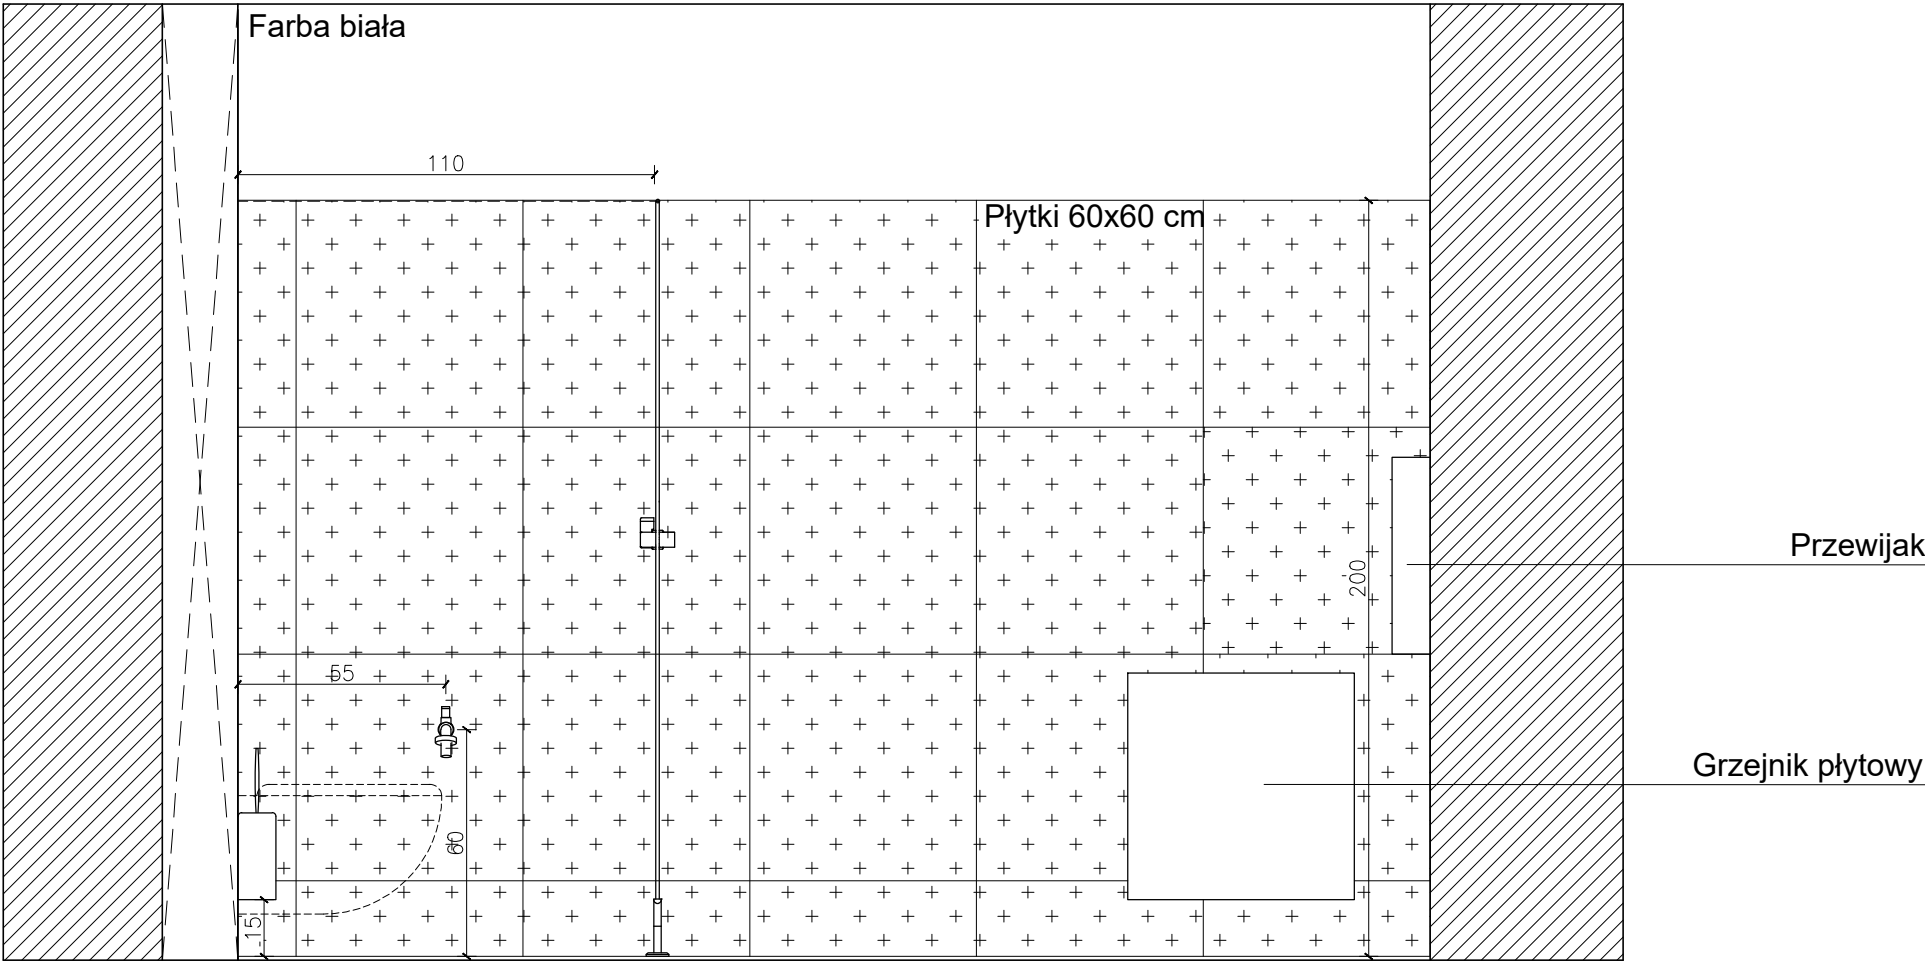 Farba biała
110
Płytki 60x60 cm
Przewijak
200
55
Grzejnik płytowy
60
15